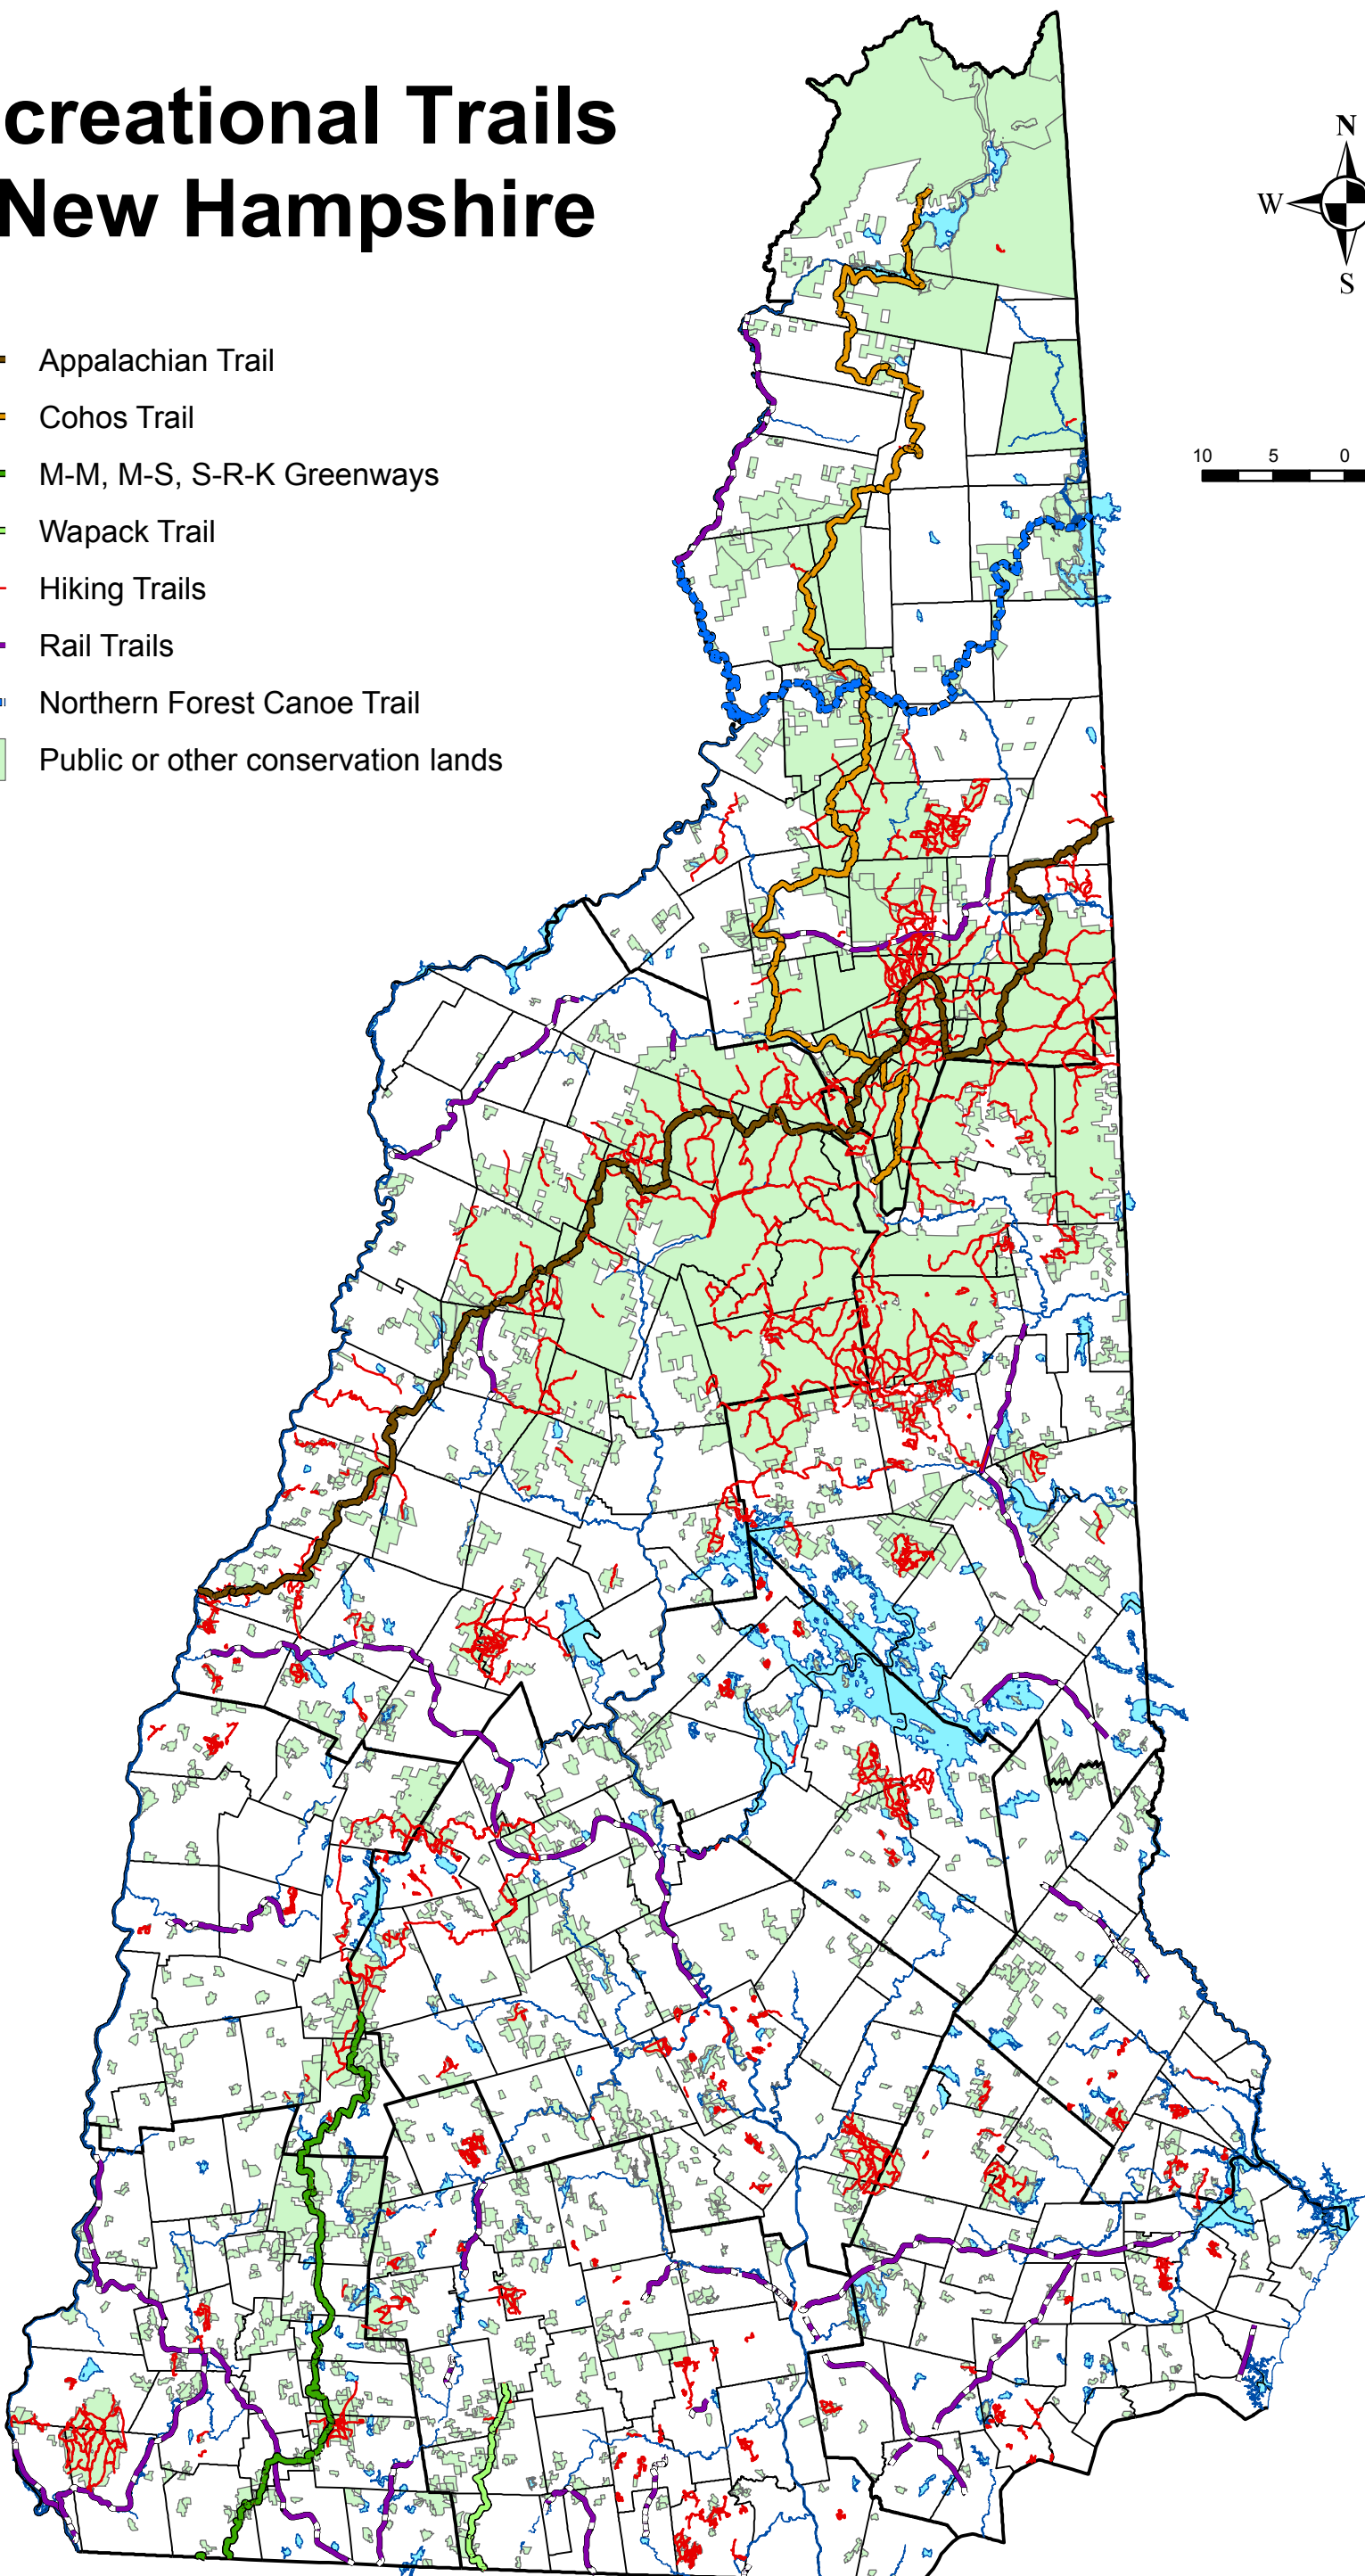 creational Trails
New Hampshire
N
W
S
Appalachian Trail
Cohos Trail
M-M, M-S, S-R-K Greenways
Wapack Trail
Hiking Trails
Rail Trails
Northern Forest Canoe Trail
Public or other conservation lands
10 5 0